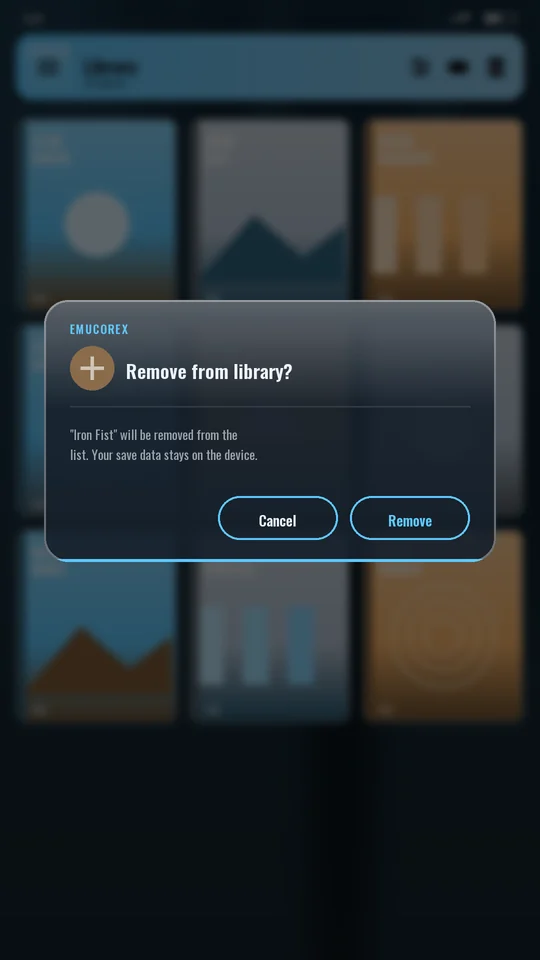 EMUCOREX
Remove from library?
"Iron Fist" will be removed from the
list. Your save data stays on the device.
Cancel
Remove